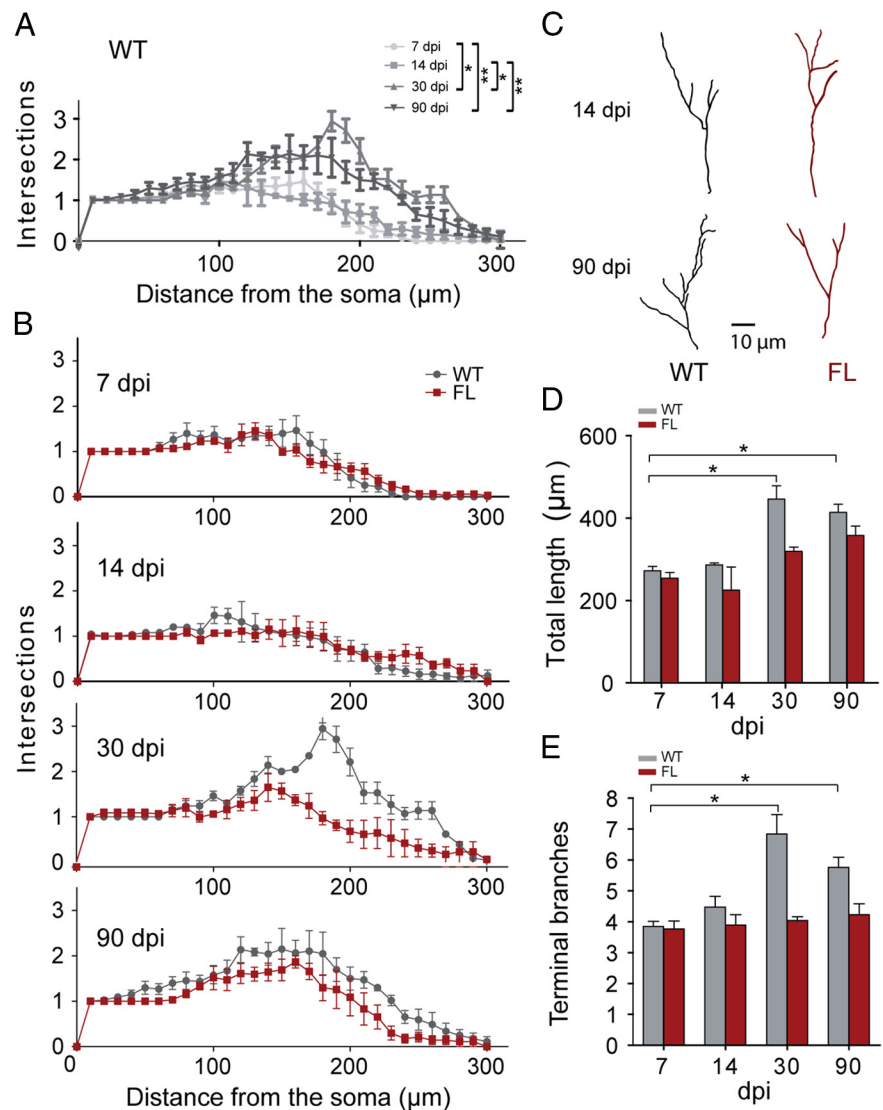 A
WT
7 dpi
14 dpi
30 dpi
90 dpi
*
**
*
**
Intersections
3
2
1
0
100
200
300
Distance from the soma (µm)
B
7 dpi
WT
FL
3
2
1
0
100
200
300
14 dpi
3
2
1
0
100
200
300
Intersections
30 dpi
3
2
1
0
100
200
300
90 dpi
3
2
1
0
0
100
200
300
Distance from the soma (µm)
C
14 dpi
90 dpi
10 µm
WT
FL
D
WT
FL
600
400
200
0
Total length (µm)
*
*
7
14
30
90
dpi
E
WT
FL
8
7
6
5
4
3
2
1
0
Terminal branches
*
*
7
14
30
90
dpi